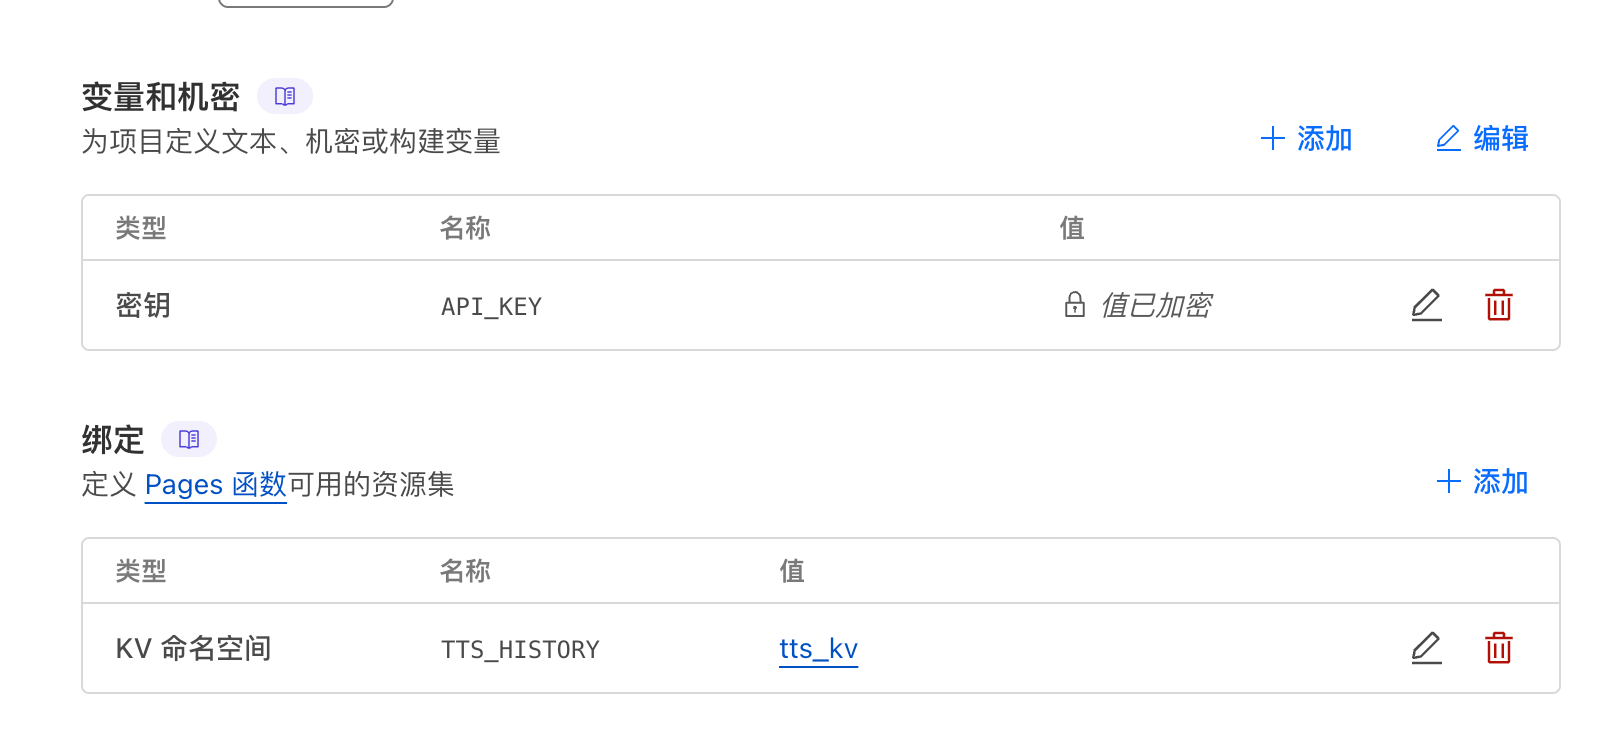 变量和机密
为项目定义文本、机密或构建变量
添加
编辑
类型 名称 值
密钥 API_KEY 值已加密
绑定
定义 Pages 函数可用的资源集
添加
类型 名称 值
KV 命名空间 TTS_HISTORY tts_kv